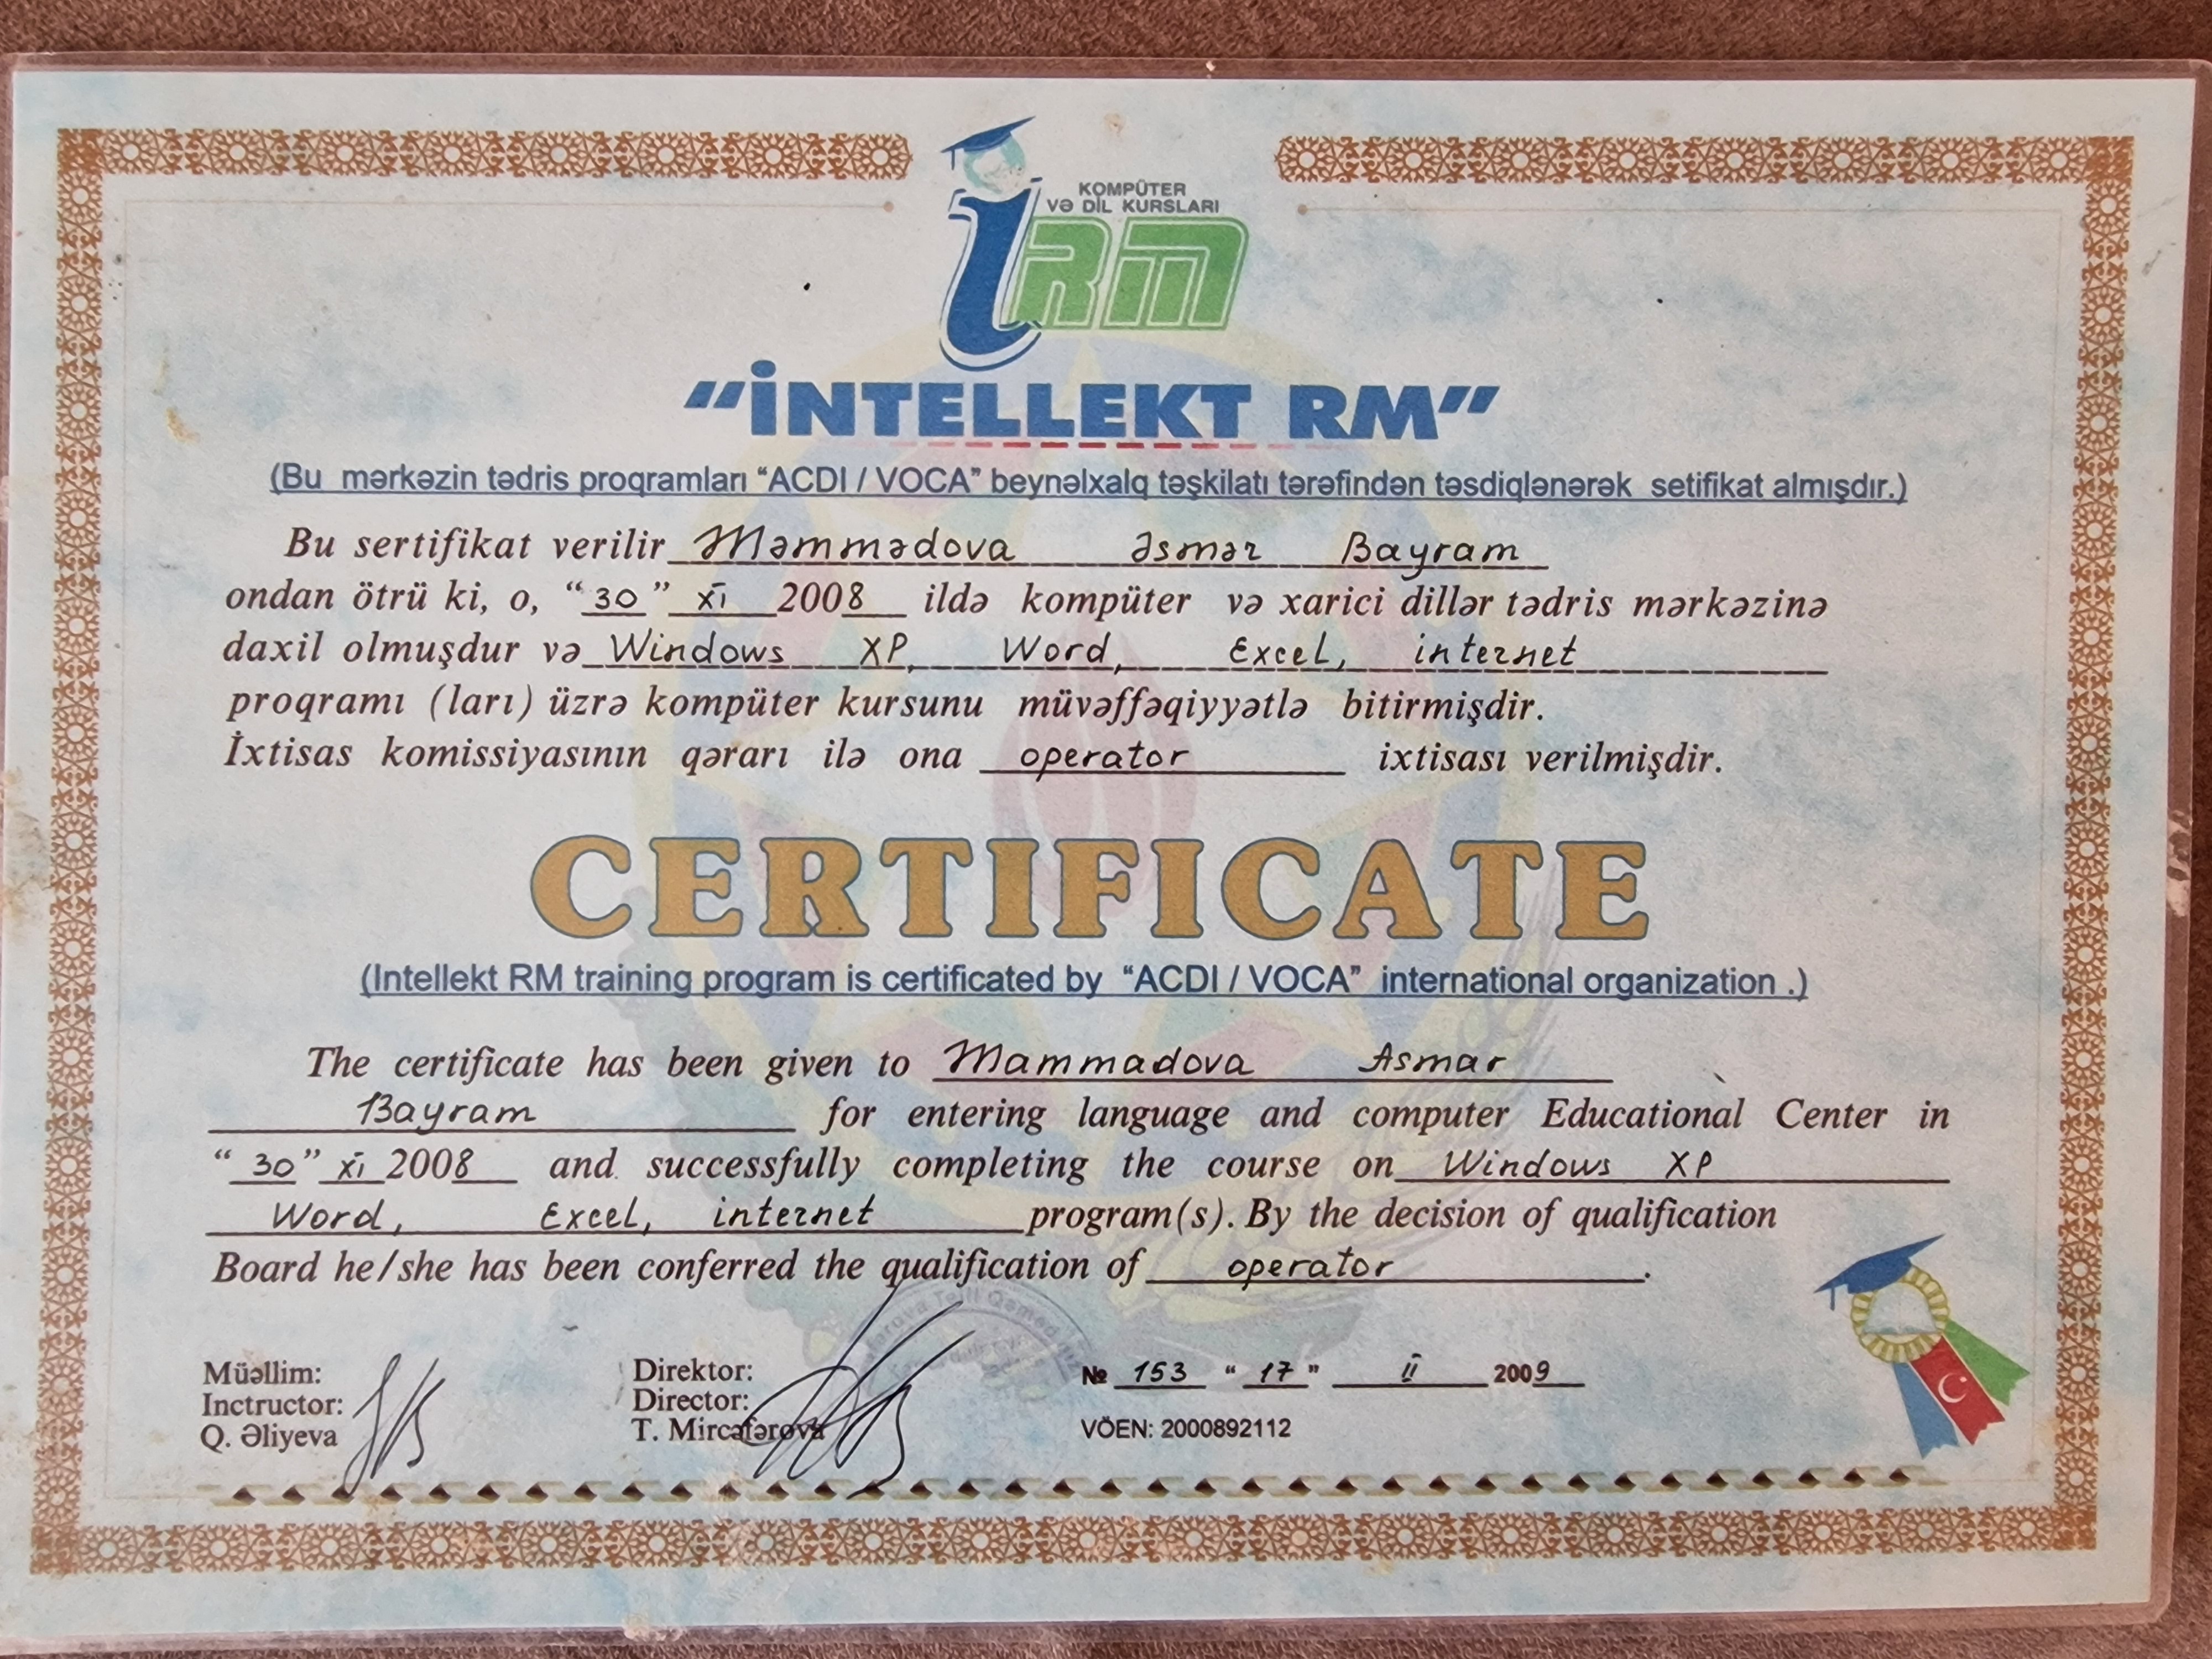 KOMPÜTER
VƏ DİL KURSLARI
iRM
“İNTELLEKT RM”
(Bu mərkəzin tədris proqramları “ACDI / VOCA” beynəlxalq təşkilatı tərəfindən təsdiqlənərək setifikat almışdır.)
Bu sertifikat verilir Məmmədova Əsmər Bayram
ondan ötrü ki, o, “30” XI 2008 ildə kompüter və xarici dillər tədris mərkəzinə
daxil olmuşdur və Windows XP, Word, Excel, internet
proqramı (ları) üzrə kompüter kursunu müvəffəqiyyətlə bitirmişdir.
İxtisas komissiyasının qərarı ilə ona operator ixtisası verilmişdir.
CERTIFICATE
(Intellekt RM training program is certificated by “ACDI / VOCA” international organization .)
The certificate has been given to Mammadova Asmar
Bayram for entering language and computer Educational Center in
“30” XI 2008 and successfully completing the course on Windows XP
Word, Excel, internet program(s). By the decision of qualification
Board he/she has been conferred the qualification of operator.
Müəllim:
Inctructor:
Q. Əliyeva
Direktor:
Director:
T. Mircəfərova
№ 153 “17” II 2009
VÖEN: 2000892112